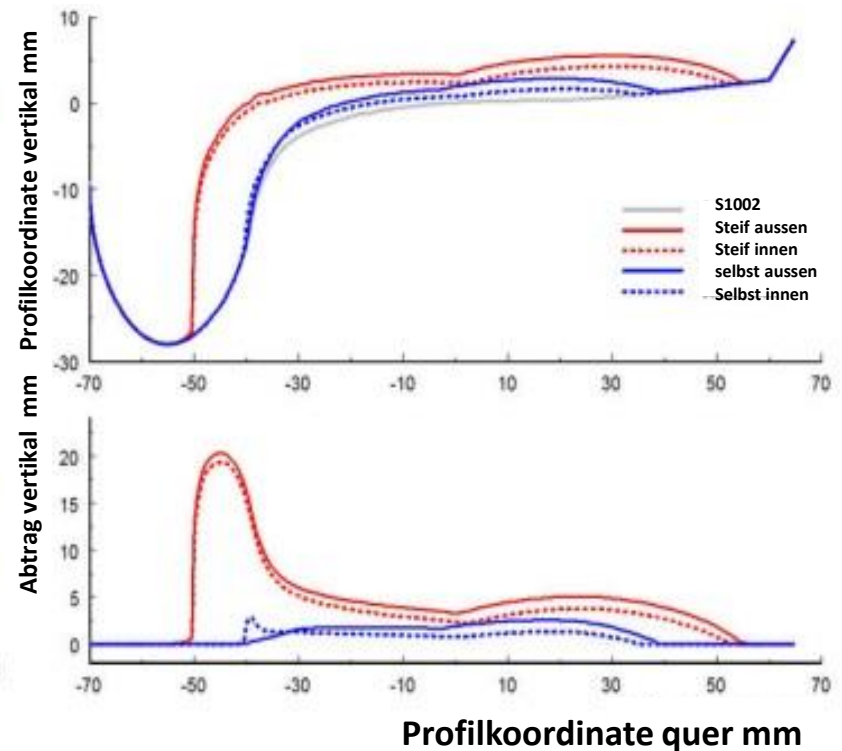 Profilkoordinate vertikal mm
10
0
-10
-20
-30
-70 -50 -30 -10 10 30 50 70
S1002
Steif aussen
Steif innen
selbst aussen
Selbst innen
Abtrag vertikal mm
20
15
10
5
0
-70 -50 -30 -10 10 30 50 70
Profilkoordinate quer mm